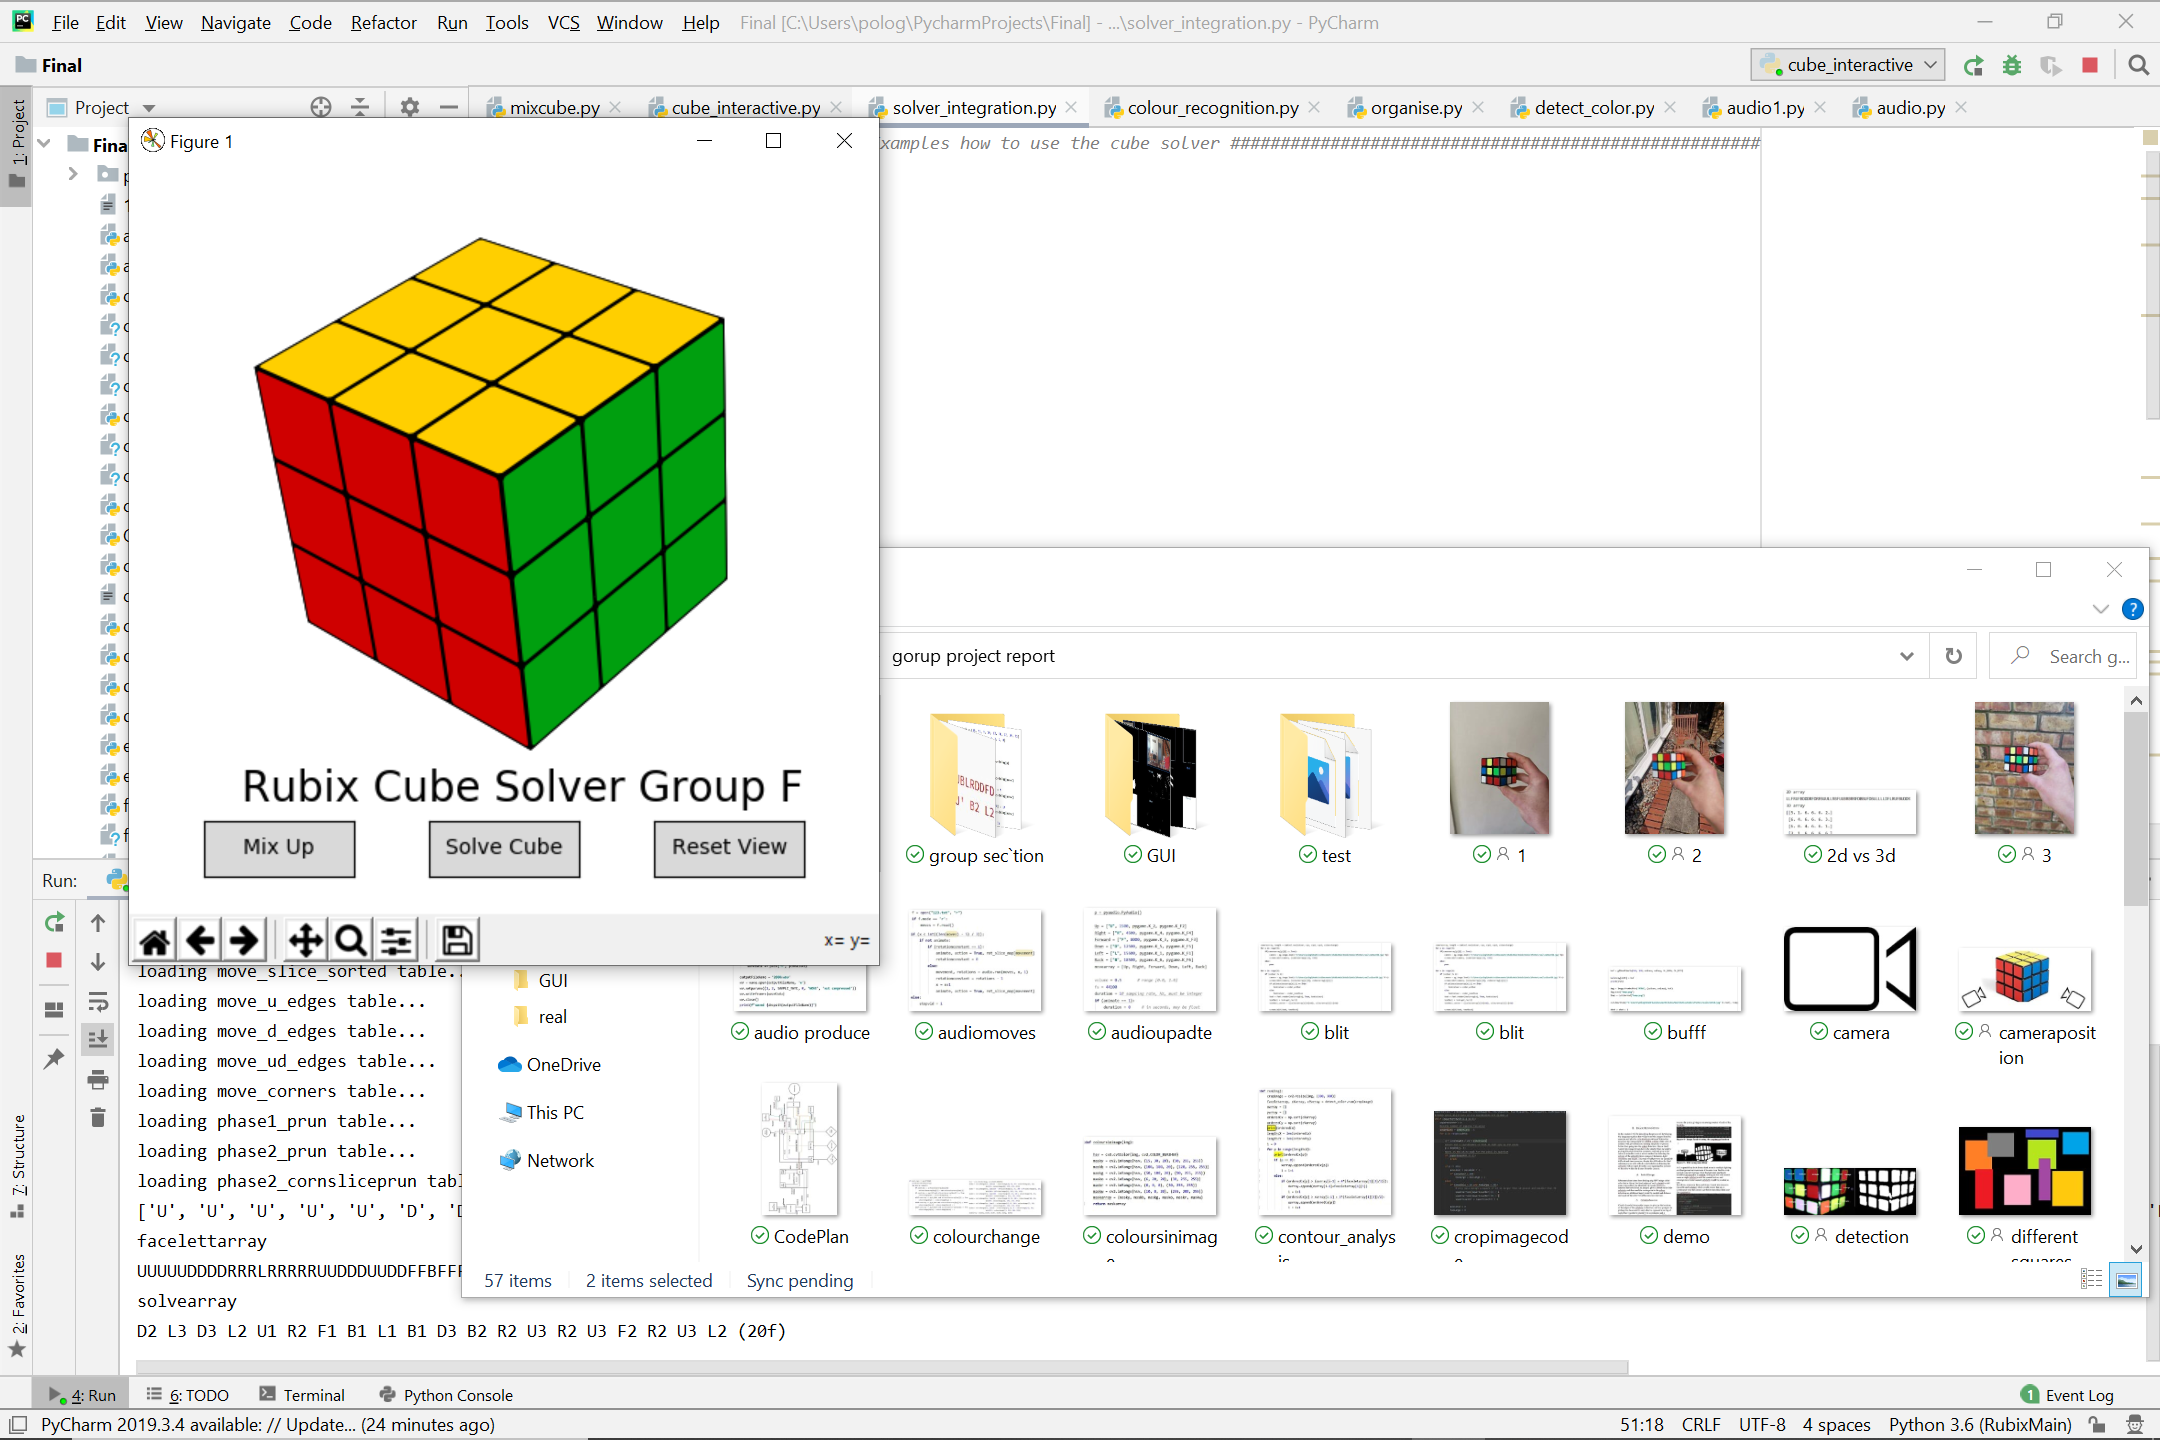 File Edit View Navigate Code Refactor Run Tools VCS Window Help Final [C:\Users\polog\PycharmProjects\Final] - ...\solver_integration.py - PyCharm
Final
cube_interactive
1: Project
Project
mixcube.py
cube_interactive.py
solver_integration.py
colour_recognition.py
organise.py
detect_color.py
audio1.py
audio.py
Fina
Figure 1
xamples how to use the cube solver #####################################################
Rubix Cube Solver Group F
Mix Up
Solve Cube
Reset View
x= y=
gorup project report
Search g...
group sec`tion
GUI
test
1
2
2d vs 3d
3
GUI
real
OneDrive
This PC
Network
audio produce
audiomoves
audioupadte
blit
blit
bufff
camera
cameraposit
ion
CodePlan
colourchange
coloursinimag
contour_analys
cropimagecod
demo
detection
different
57 items
2 items selected
Sync pending
Run:
loading move_slice_sorted table..
loading move_u_edges table...
loading move_d_edges table...
loading move_ud_edges table...
loading move_corners table...
loading phase1_prun table...
loading phase2_prun table...
loading phase2_cornsliceprun tabl
['U', 'U', 'U', 'U', 'U', 'D', 'D
facelettarray
UUUUUDDDDRRRLRRRRRUUDDDUUDDFFBFFF
solvearray
D2 L3 D3 L2 U1 R2 F1 B1 L1 B1 D3 B2 R2 U3 R2 U3 F2 R2 U3 L2 (20f)
7: Structure
2: Favorites
4: Run
6: TODO
Terminal
Python Console
1 Event Log
PyCharm 2019.3.4 available: // Update... (24 minutes ago)
51:18 CRLF UTF-8 4 spaces Python 3.6 (RubixMain)